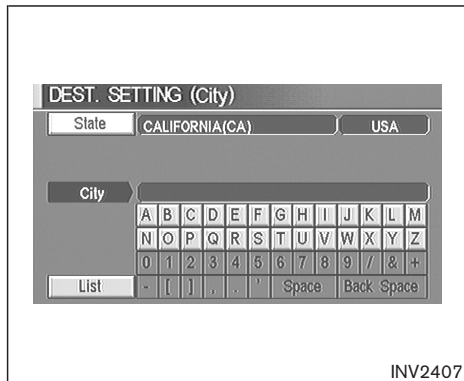 DEST. SETTING (City)
State CALIFORNIA(CA) USA
City
A B C D E F G H I J K L M
N O P Q R S T U V W X Y Z
0 1 2 3 4 5 6 7 8 9 / & +
List - [ ] , . ' Space Back Space
INV2407